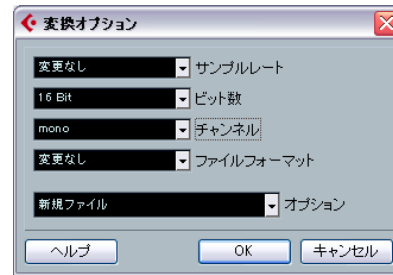 変換オプション
変更なし サンプルレート
16 Bit ビット数
mono チャンネル
変更なし ファイルフォーマット
新規ファイル オプション
ヘルプ OK キャンセル